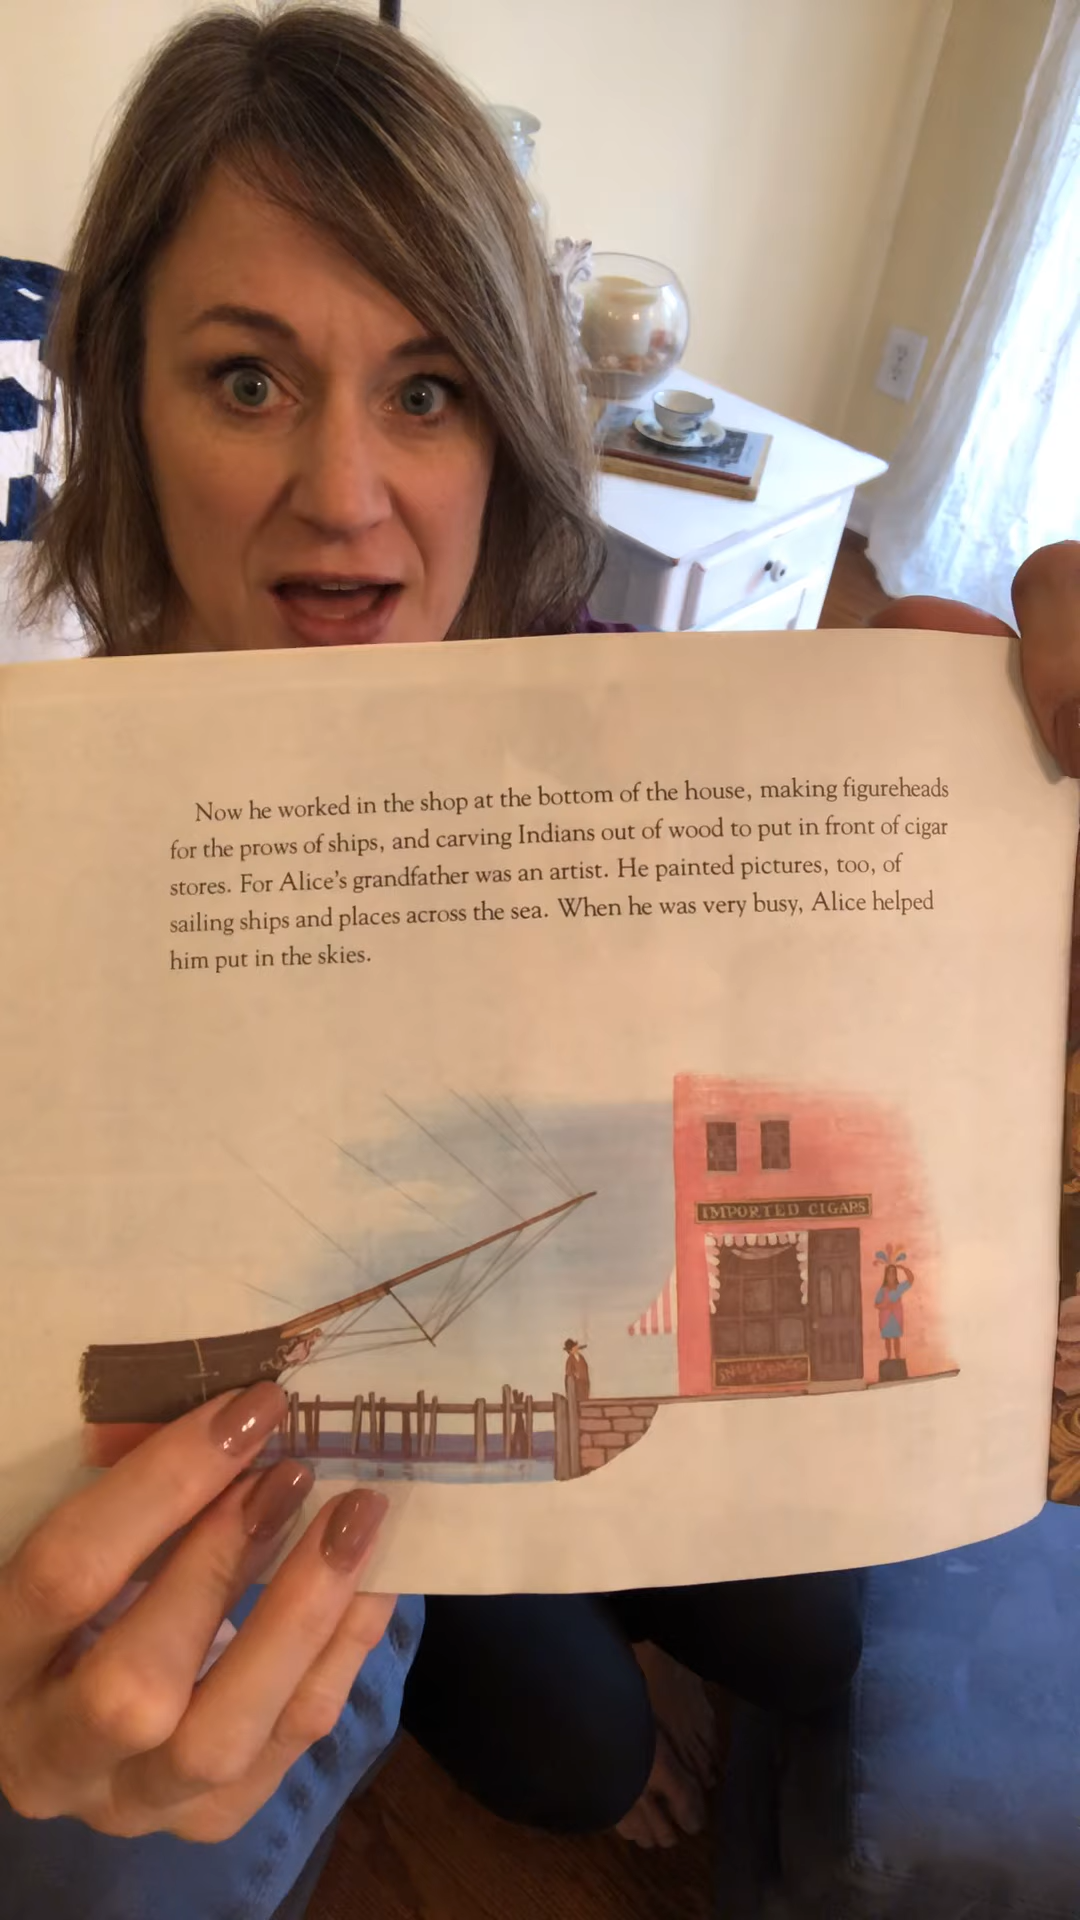 Now he worked in the shop at the bottom of the house, making figureheads
for the prows of ships, and carving Indians out of wood to put in front of cigar
stores. For Alice's grandfather was an artist. He painted pictures, too, of
sailing ships and places across the sea. When he was very busy, Alice helped
him put in the skies.
IMPORTED CIGARS